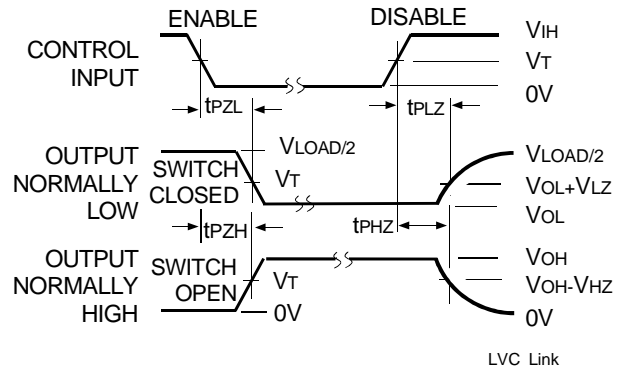 ENABLE DISABLE
CONTROL INPUT
VIH
VT
0V
tPZL tPLZ
OUTPUT NORMALLY LOW
SWITCH CLOSED
VLOAD/2
VT
VLOAD/2
VOL+VLZ
VOL
tPZH tPHZ
OUTPUT NORMALLY HIGH
SWITCH OPEN
VT
0V
VOH
VOH-VHZ
0V
LVC Link